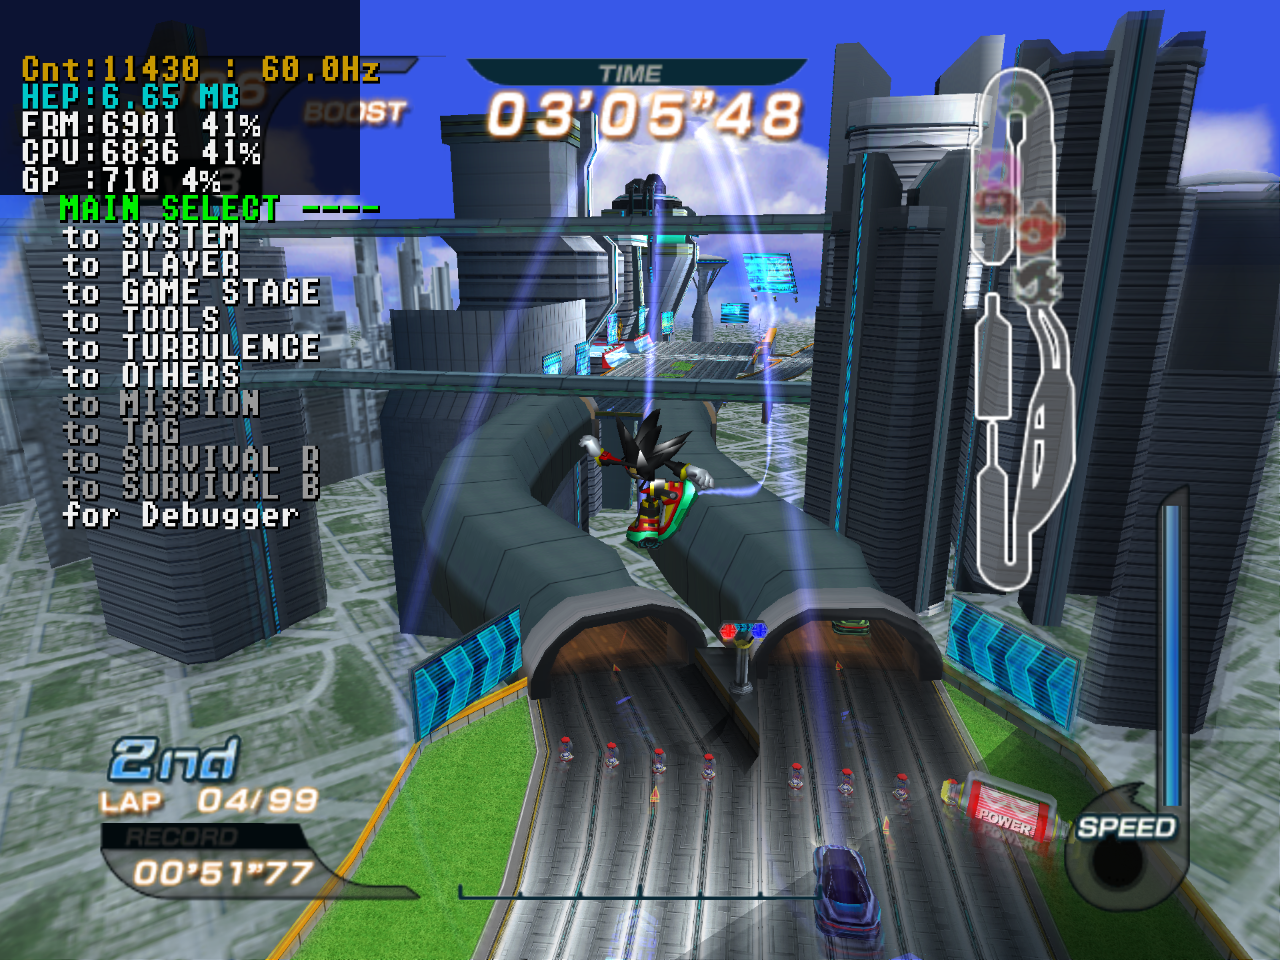 Cnt:11430 : 60.0Hz
HEP:6.65 MB
FRM:6901 41%
CPU:6836 41%
GP :710 4%
MAIN SELECT ----
to SYSTEM
to PLAYER
to GAME STAGE
to TOOLS
to TURBULENCE
to OTHERS
to MISSION
to TAG
to SURVIVAL R
to SURVIVAL B
for Debugger
BOOST
TIME
03'05"48
2nd
LAP 04/99
RECORD
00'51"77
POWER
SPEED